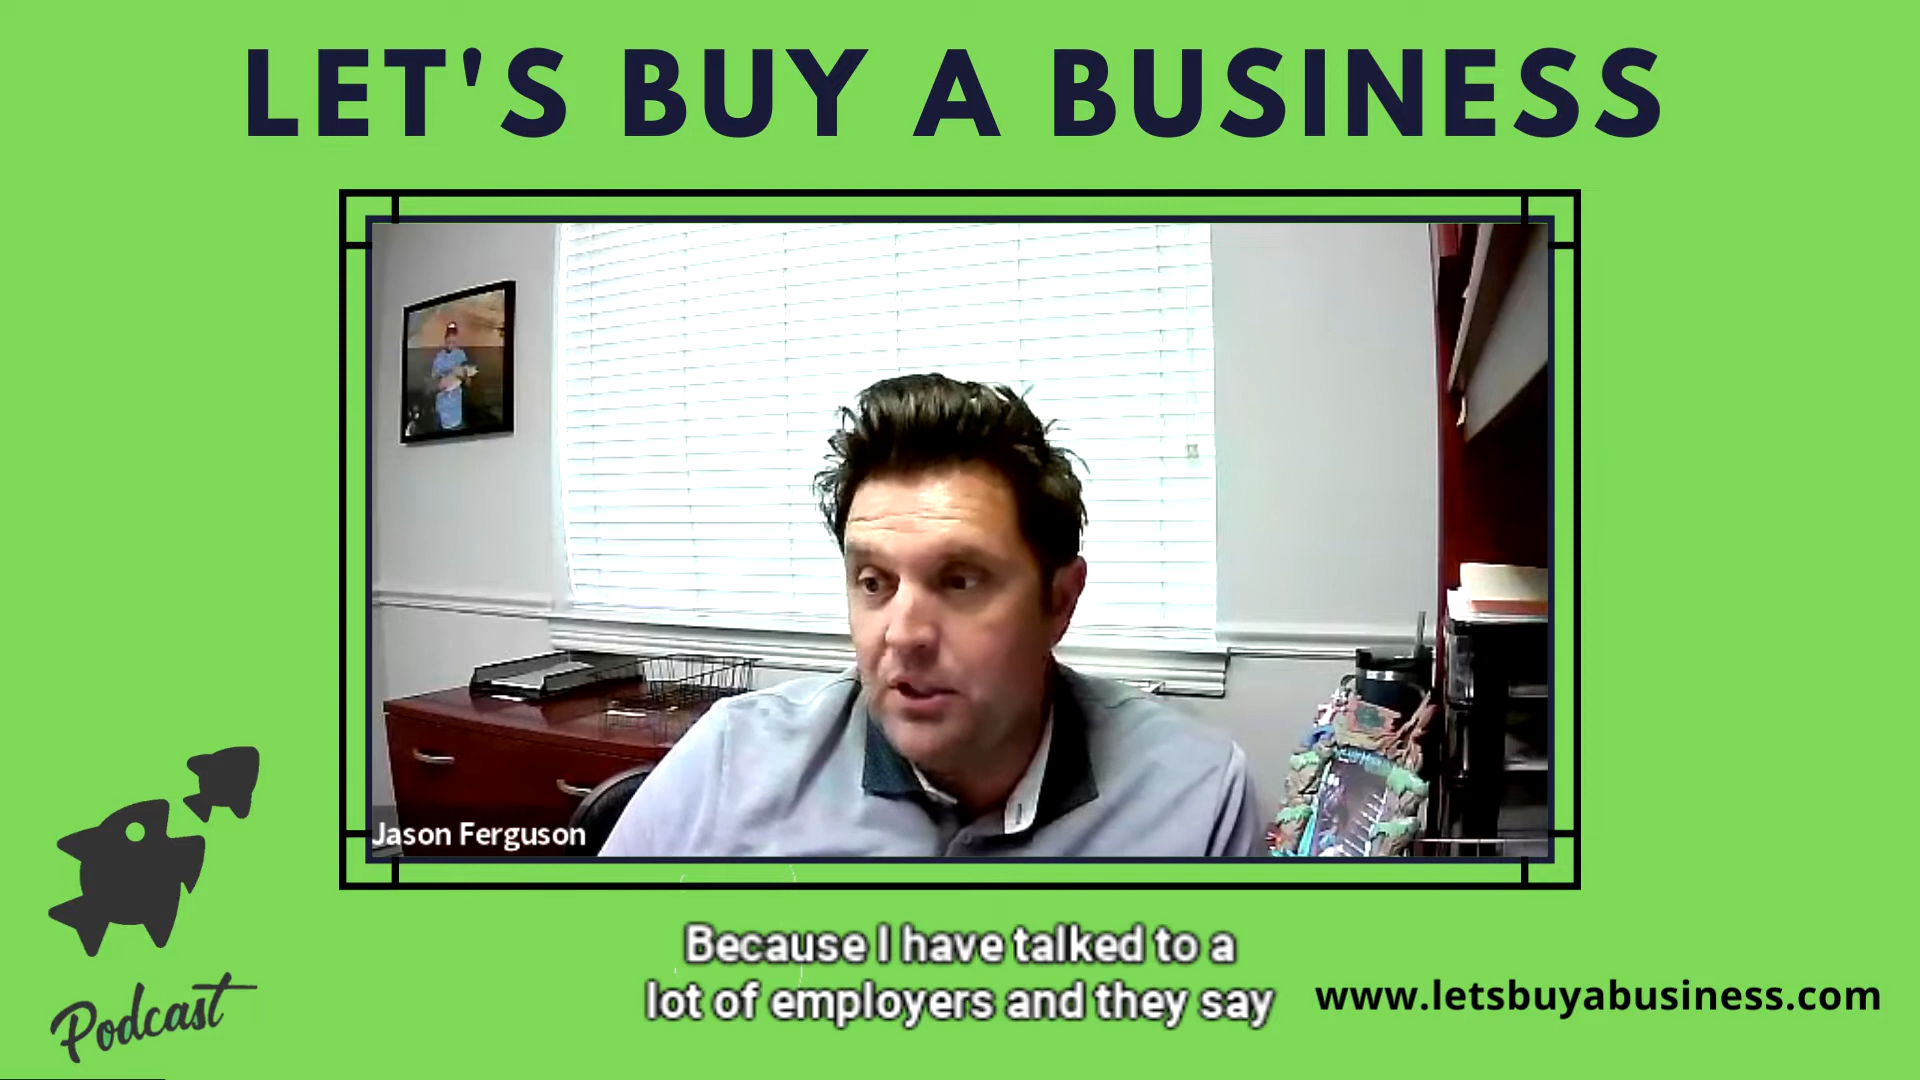 LET'S BUY A BUSINESS
Jason Ferguson
Because I have talked to a
lot of employers and they say
www.letsbuyabusiness.com
Podcast